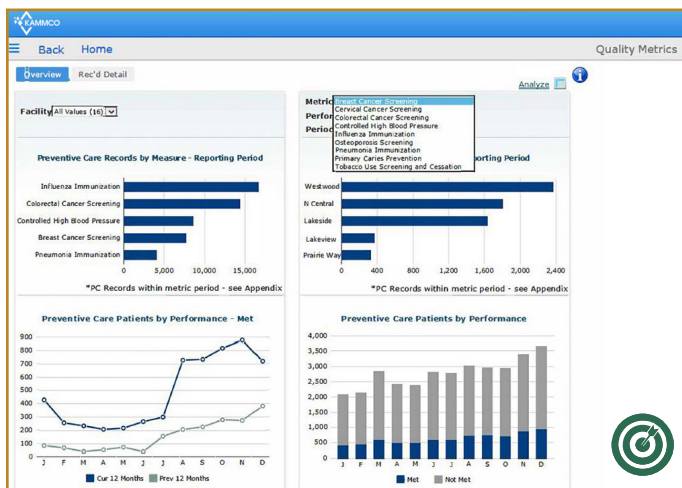 KAMMCO
Back Home Quality Metrics
Overview Rec'd Detail
Analyze
Facility All Values (16)
Metric
Perfor
Period
Breast Cancer Screening
Cervical Cancer Screening
Colorectal Cancer Screening
Controlled High Blood Pressure
Influenza Immunization
Osteoporosis Screening
Pneumonia Immunization
Primary Caries Prevention
Tobacco Use Screening and Cessation
Preventive Care Records by Measure - Reporting Period
Influenza Immunization
Colorectal Cancer Screening
Controlled High Blood Pressure
Breast Cancer Screening
Pneumonia Immunization
0 5,000 10,000 15,000
*PC Records within metric period - see Appendix
orting Period
Westwood
N Central
Lakeside
Lakeview
Prairie Way
0 400 800 1,200 1,600 2,000 2,400
*PC Records within metric period - see Appendix
Preventive Care Patients by Performance - Met
900
800
700
600
500
400
300
200
100
0
J F M A M J J A S O N D
Cur 12 Months Prev 12 Months
Preventive Care Patients by Performance
4,000
3,500
3,000
2,500
2,000
1,500
1,000
500
0
J F M A M J J A S O N D
Met Not Met